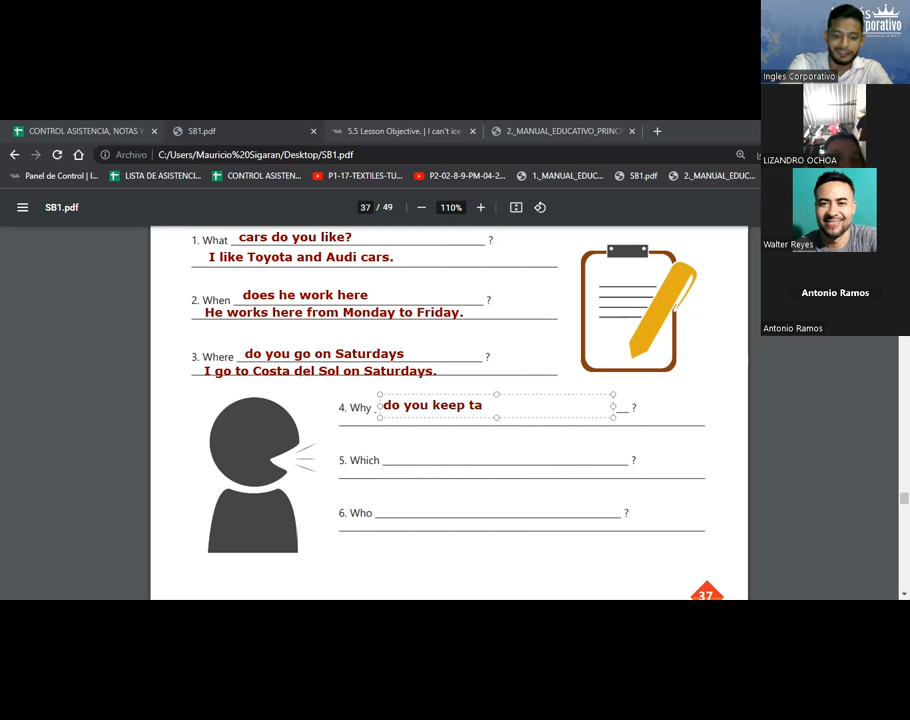 Inglés
Corporativo
Ingles Corporativo
LIZANDRO OCHOA
Walter Reyes
Antonio Ramos
Antonio Ramos
CONTROL ASISTENCIA, NOTAS Y
SB1.pdf
5.5 Lesson Objective. | I can't ice
2._MANUAL_EDUCATIVO_PRINCI
Archivo
C:/Users/Mauricio%20Sigaran/Desktop/SB1.pdf
Panel de Control | I...
LISTA DE ASISTENCI...
CONTROL ASISTEN...
P1-17-TEXTILES-TU...
P2-02-8-9-PM-04-2...
1._MANUAL_EDUC...
SB1.pdf
2._MANUAL_EDUC...
SB1.pdf
37 / 49
110%
1. What cars do you like? ?
I like Toyota and Audi cars.
2. When does he work here ?
He works here from Monday to Friday.
3. Where do you go on Saturdays ?
I go to Costa del Sol on Saturdays.
4. Why do you keep ta ?
5. Which ?
6. Who ?
37